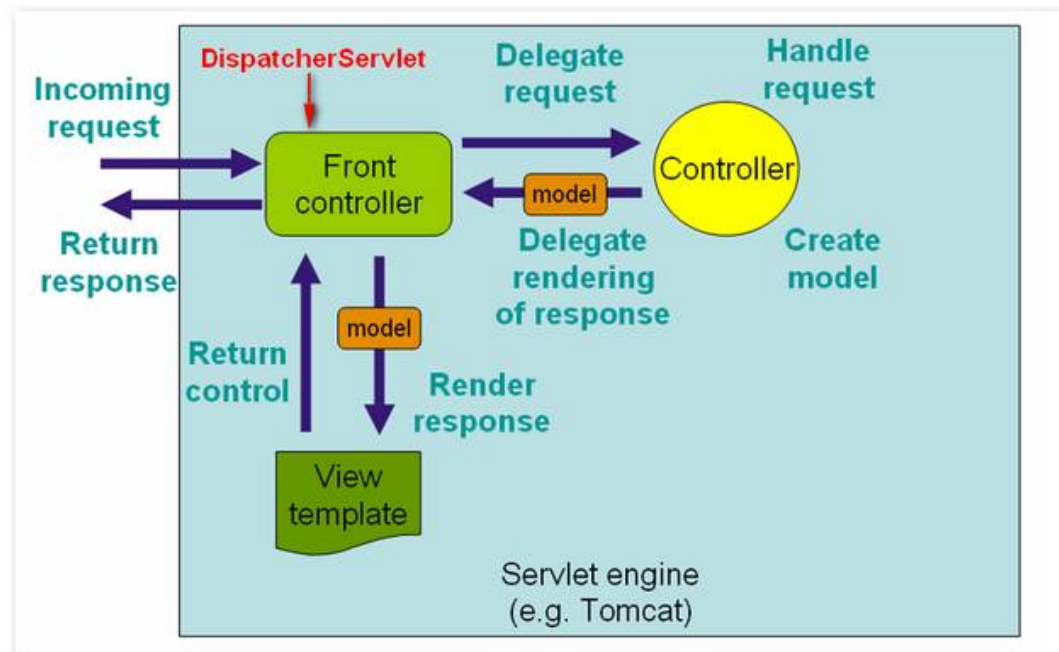 DispatcherServlet
Incoming
request
Front
controller
Delegate
request
Handle
request
Controller
model
Return
response
Delegate
rendering
of response
Create
model
model
Return
control
Render
response
View
template
Servlet engine
(e.g. Tomcat)